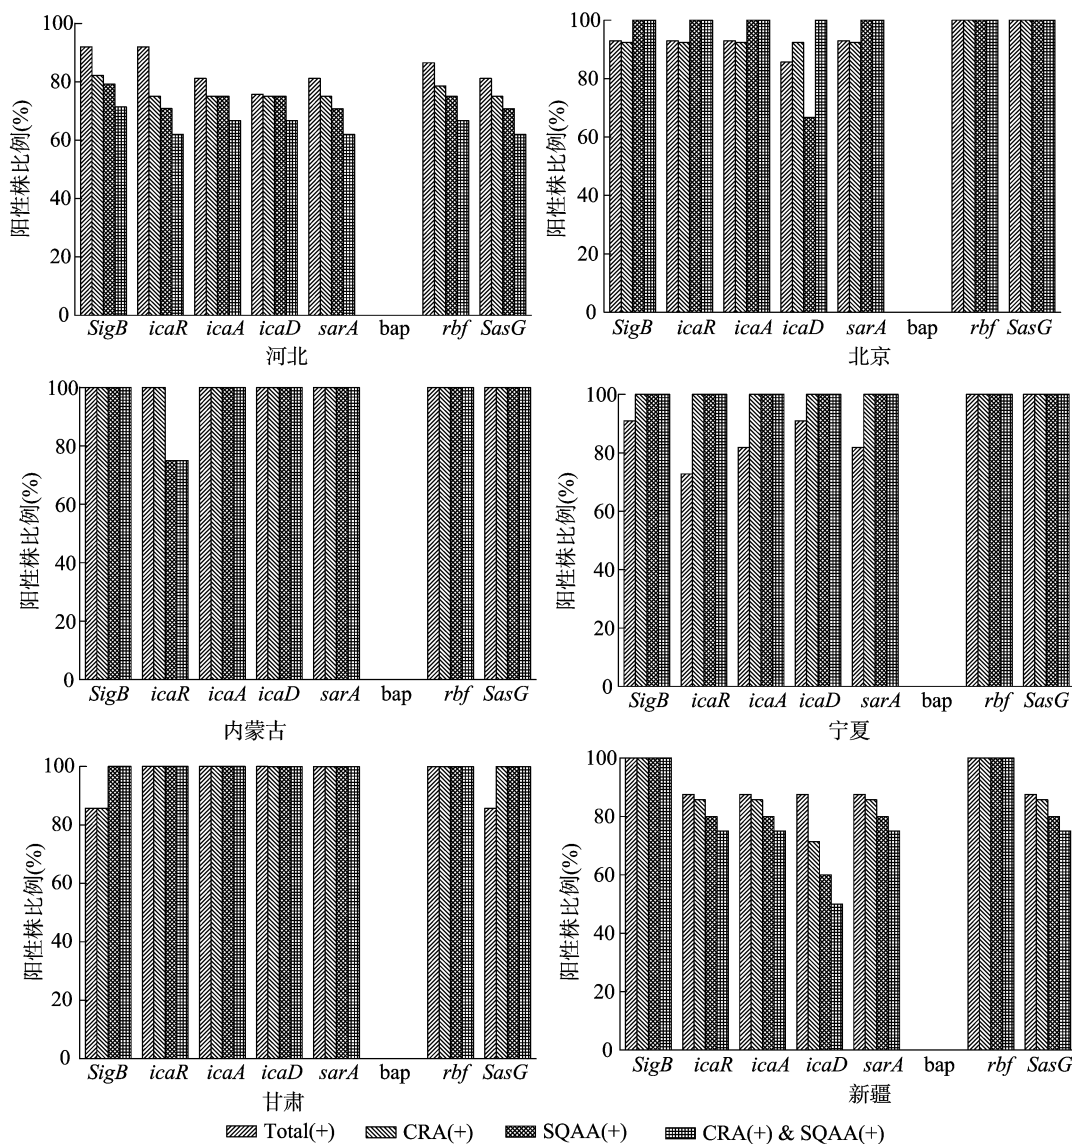 阳性株比例(%)
100
80
60
40
20
0
SigB icaR icaA icaD sarA bap rbf SasG
河北
阳性株比例(%)
100
80
60
40
20
0
SigB icaR icaA icaD sarA bap rbf SasG
北京
阳性株比例(%)
100
80
60
40
20
0
SigB icaR icaA icaD sarA bap rbf SasG
内蒙古
阳性株比例(%)
100
80
60
40
20
0
SigB icaR icaA icaD sarA bap rbf SasG
宁夏
阳性株比例(%)
100
80
60
40
20
0
SigB icaR icaA icaD sarA bap rbf SasG
甘肃
阳性株比例(%)
100
80
60
40
20
0
SigB icaR icaA icaD sarA bap rbf SasG
新疆
Total(+) CRA(+) SQAA(+) CRA(+) & SQAA(+)